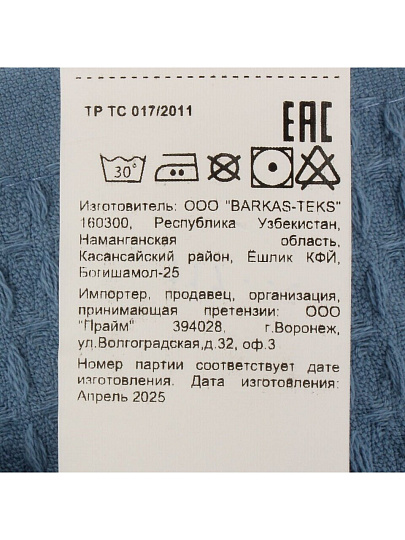 ТР ТС 017/2011
ЕАС
30°
Изготовитель: ООО "BARKAS-TEKS"
160300, Республика Узбекистан,
Наманганская область,
Касансайский район, Ёшлик КФЙ,
Богишамол-25
Импортер, продавец, организация,
принимающая претензии: ООО
"Прайм" 394028, г.Воронеж,
ул.Волгоградская,д.32, оф.3
Номер партии соответствует дате
изготовления. Дата изготовления:
Апрель 2025